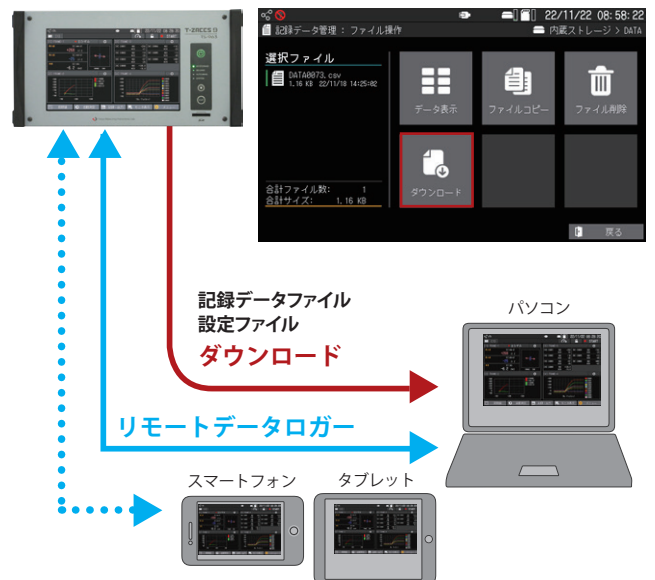 T-ZACCS
22/11/22 08:58:22
記録データ管理 : ファイル操作
内蔵ストレージ > DATA
選択ファイル
DATA0073.csv
1.16 KB 22/11/18 14:25:02
データ表示
ファイルコピー
ファイル削除
ダウンロード
合計ファイル数: 1
合計サイズ: 1.16 KB
戻る
記録データファイル
設定ファイル
ダウンロード
パソコン
リモートデータロガー
スマートフォン
タブレット